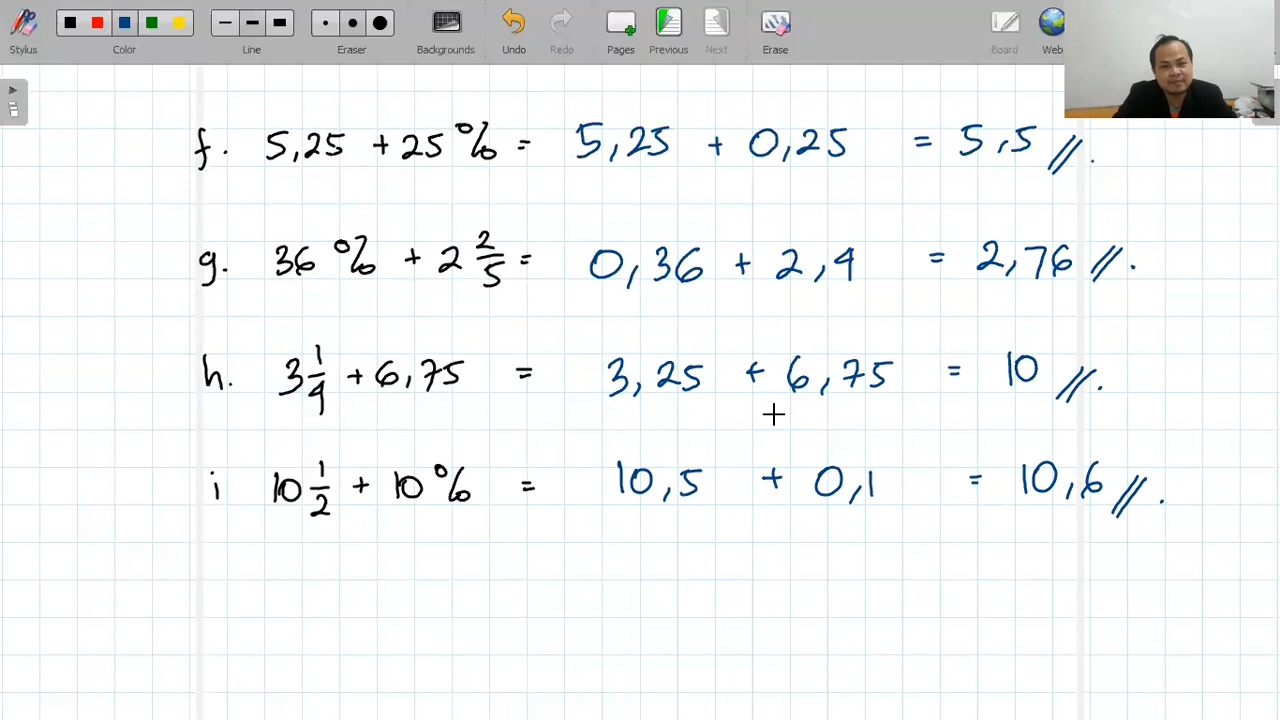 Stylus Color Line Eraser Backgrounds Undo Redo Pages Previous Next Erase Board Web
f. 5,25 + 25 % = 5,25 + 0,25 = 5,5 //.
g. 36 % + 2 2/5 = 0,36 + 2,4 = 2,76 //.
h. 3 1/4 + 6,75 = 3,25 + 6,75 = 10 //.
i 10 1/2 + 10 % = 10,5 + 0,1 = 10,6 //.